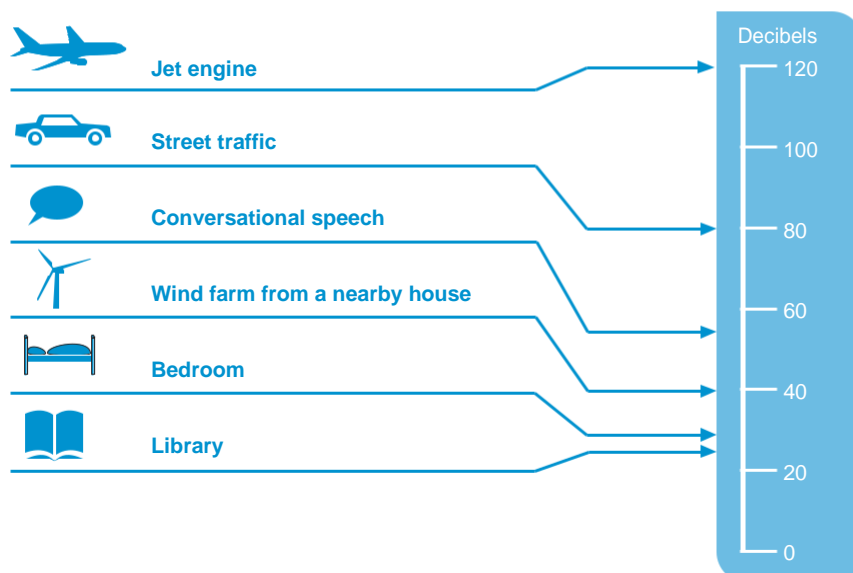 Decibels
Jet engine
120
Street traffic
100
Conversational speech
80
Wind farm from a nearby house
60
Bedroom
40
Library
20
0